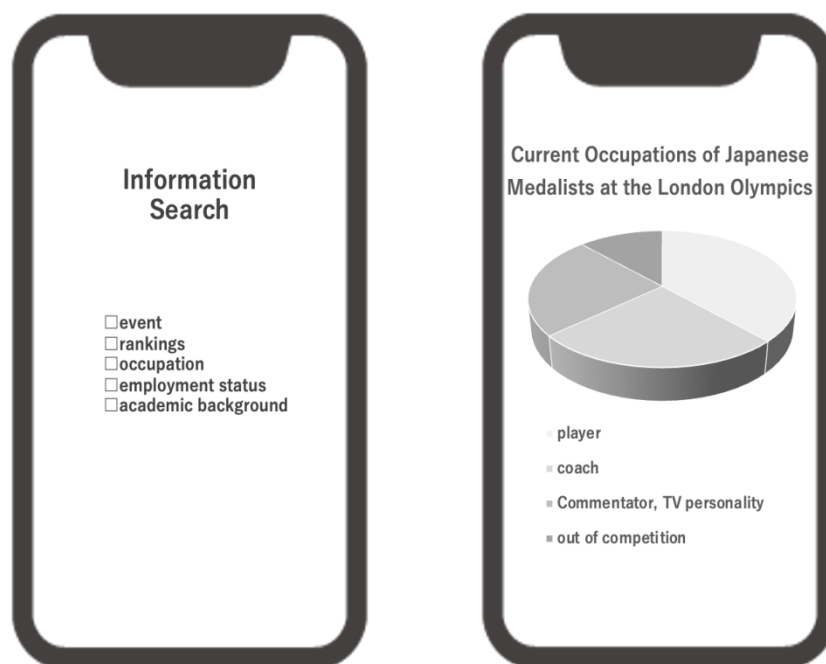 Information
Search
☐event
☐rankings
☐occupation
☐employment status
☐academic background
Current Occupations of Japanese
Medalists at the London Olympics
player
coach
Commentator, TV personality
out of competition